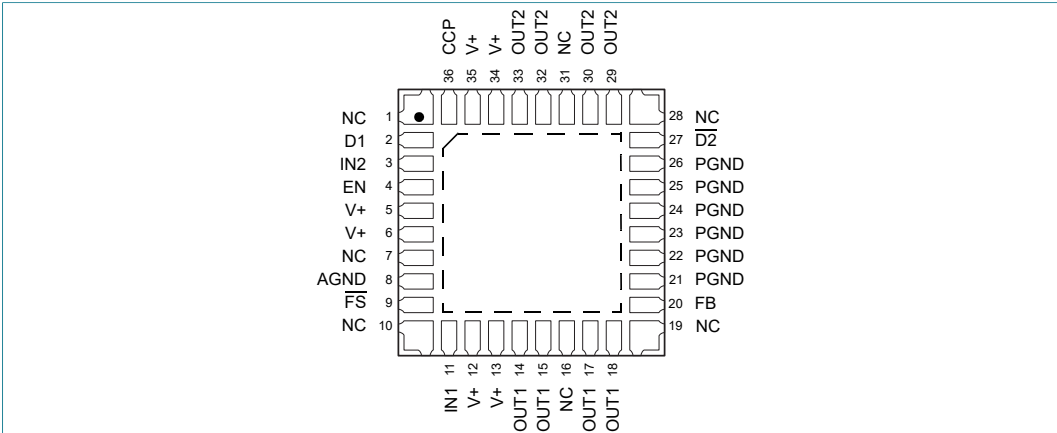 CCP
V+
V+
OUT2
OUT2
NC
OUT2
OUT2
36
35
34
33
32
31
30
29
NC 1
D1 2
IN2 3
EN 4
V+ 5
V+ 6
NC 7
AGND 8
FS 9
NC 10
28 NC
27 D2
26 PGND
25 PGND
24 PGND
23 PGND
22 PGND
21 PGND
20 FB
19 NC
11
12
13
14
15
16
17
18
IN1
V+
V+
OUT1
OUT1
NC
OUT1
OUT1